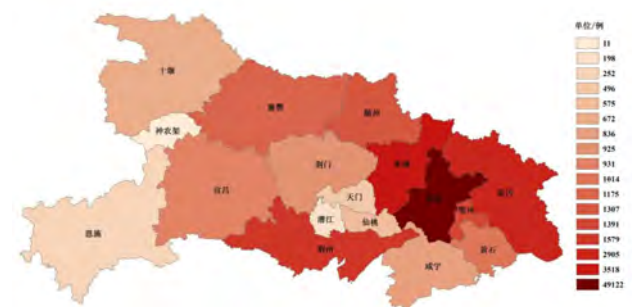 单位/例
11
198
252
496
575
672
836
925
931
1014
1175
1307
1391
1579
2905
3518
49122
十堰
襄樊
随州
神农架
宜昌
荆门
孝感
黄冈
天门
恩施
潜江
仙桃
荆州
咸宁
黄石